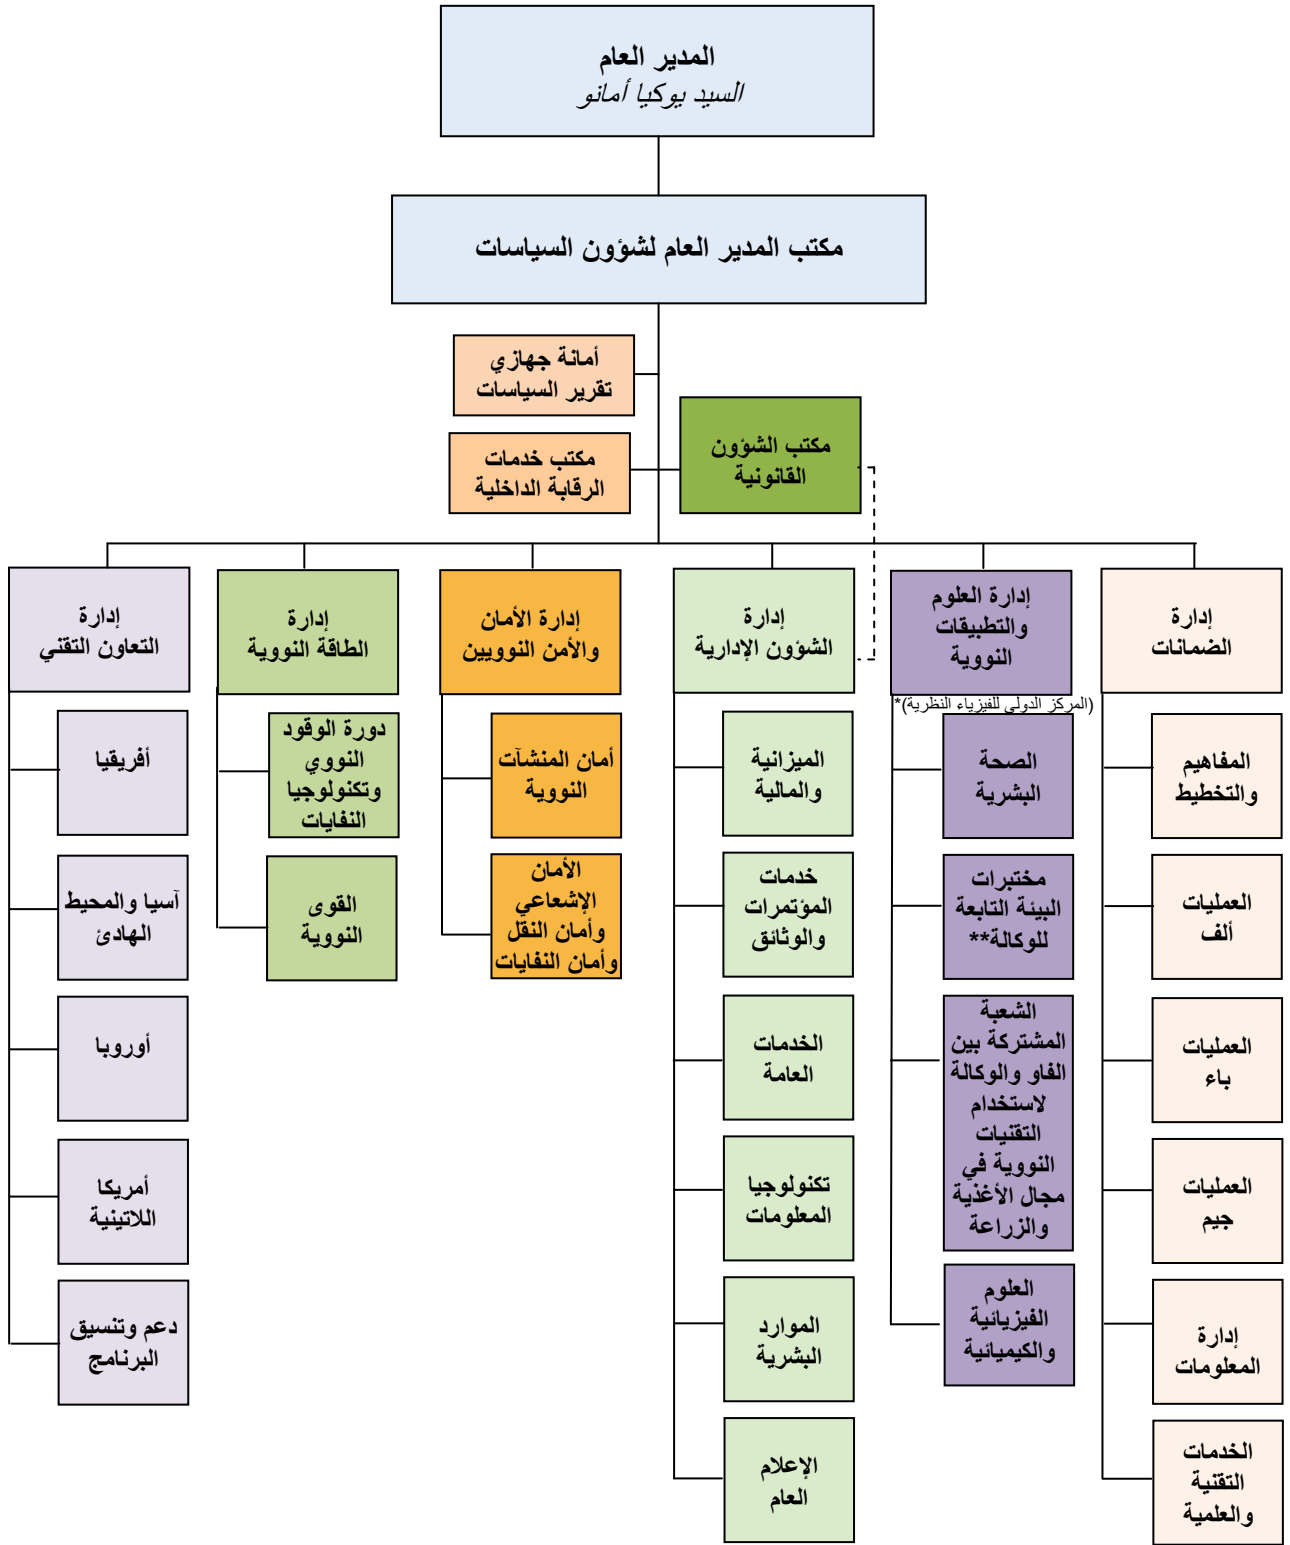 المدير العام
السيد يوكيا أمانو
مكتب المدير العام لشؤون السياسات
أمانة جهازي
تقرير السياسات
مكتب الشؤون
القانونية
مكتب خدمات
الرقابة الداخلية
إدارة
الضمانات
المفاهيم
والتخطيط
العمليات
ألف
العمليات
باء
العمليات
جيم
إدارة
المعلومات
الخدمات
التقنية
والعلمية
إدارة العلوم
والتطبيقات
النووية
(المركز الدولي للفيزياء النظرية)*
الصحة
البشرية
مختبرات
البيئة التابعة
للوكالة**
الشعبة
المشتركة بين
الفاو والوكالة
لاستخدام
التقنيات
النووية في
مجال الأغذية
والزراعة
العلوم
الفيزيائية
والكيميائية
إدارة
الشؤون الإدارية
الميزانية
والمالية
خدمات
المؤتمرات
والوثائق
الخدمات
العامة
تكنولوجيا
المعلومات
الموارد
البشرية
الإعلام
العام
إدارة الأمان
والأمن النوويين
أمان المنشآت
النووية
الأمان
الإشعاعي
وأمان النقل
وأمان النفايات
إدارة
الطاقة النووية
دورة الوقود
النووي
وتكنولوجيا
النفايات
القوى
النووية
إدارة
التعاون التقني
أفريقيا
آسيا والمحيط
الهادئ
أوروبا
أمريكا
اللاتينية
دعم وتنسيق
البرنامج